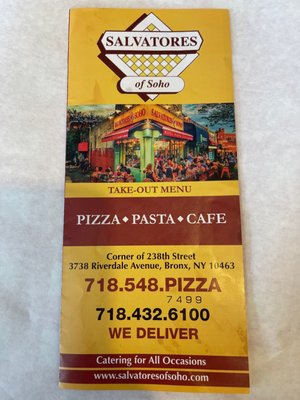 SALVATORES
of Soho
TAKE-OUT MENU
PIZZA ◆ PASTA ◆ CAFE
Corner of 238th Street
3738 Riverdale Avenue, Bronx, NY 10463
718.548.PIZZA
7499
718.432.6100
WE DELIVER
Catering for All Occasions
www.salvatoresofsoho.com